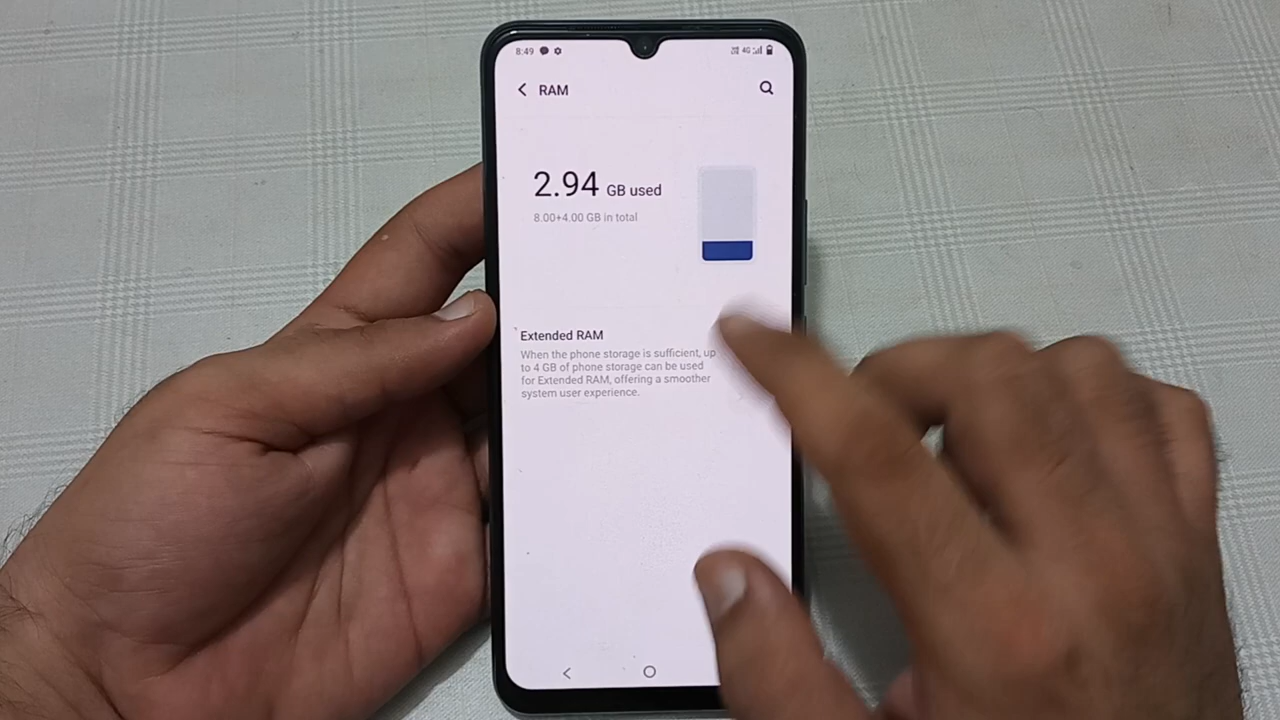 8:49
4G
RAM
2.94 GB used
8.00+4.00 GB in total
Extended RAM
When the phone storage is sufficient, up
to 4 GB of phone storage can be used
for Extended RAM, offering a smoother
system user experience.